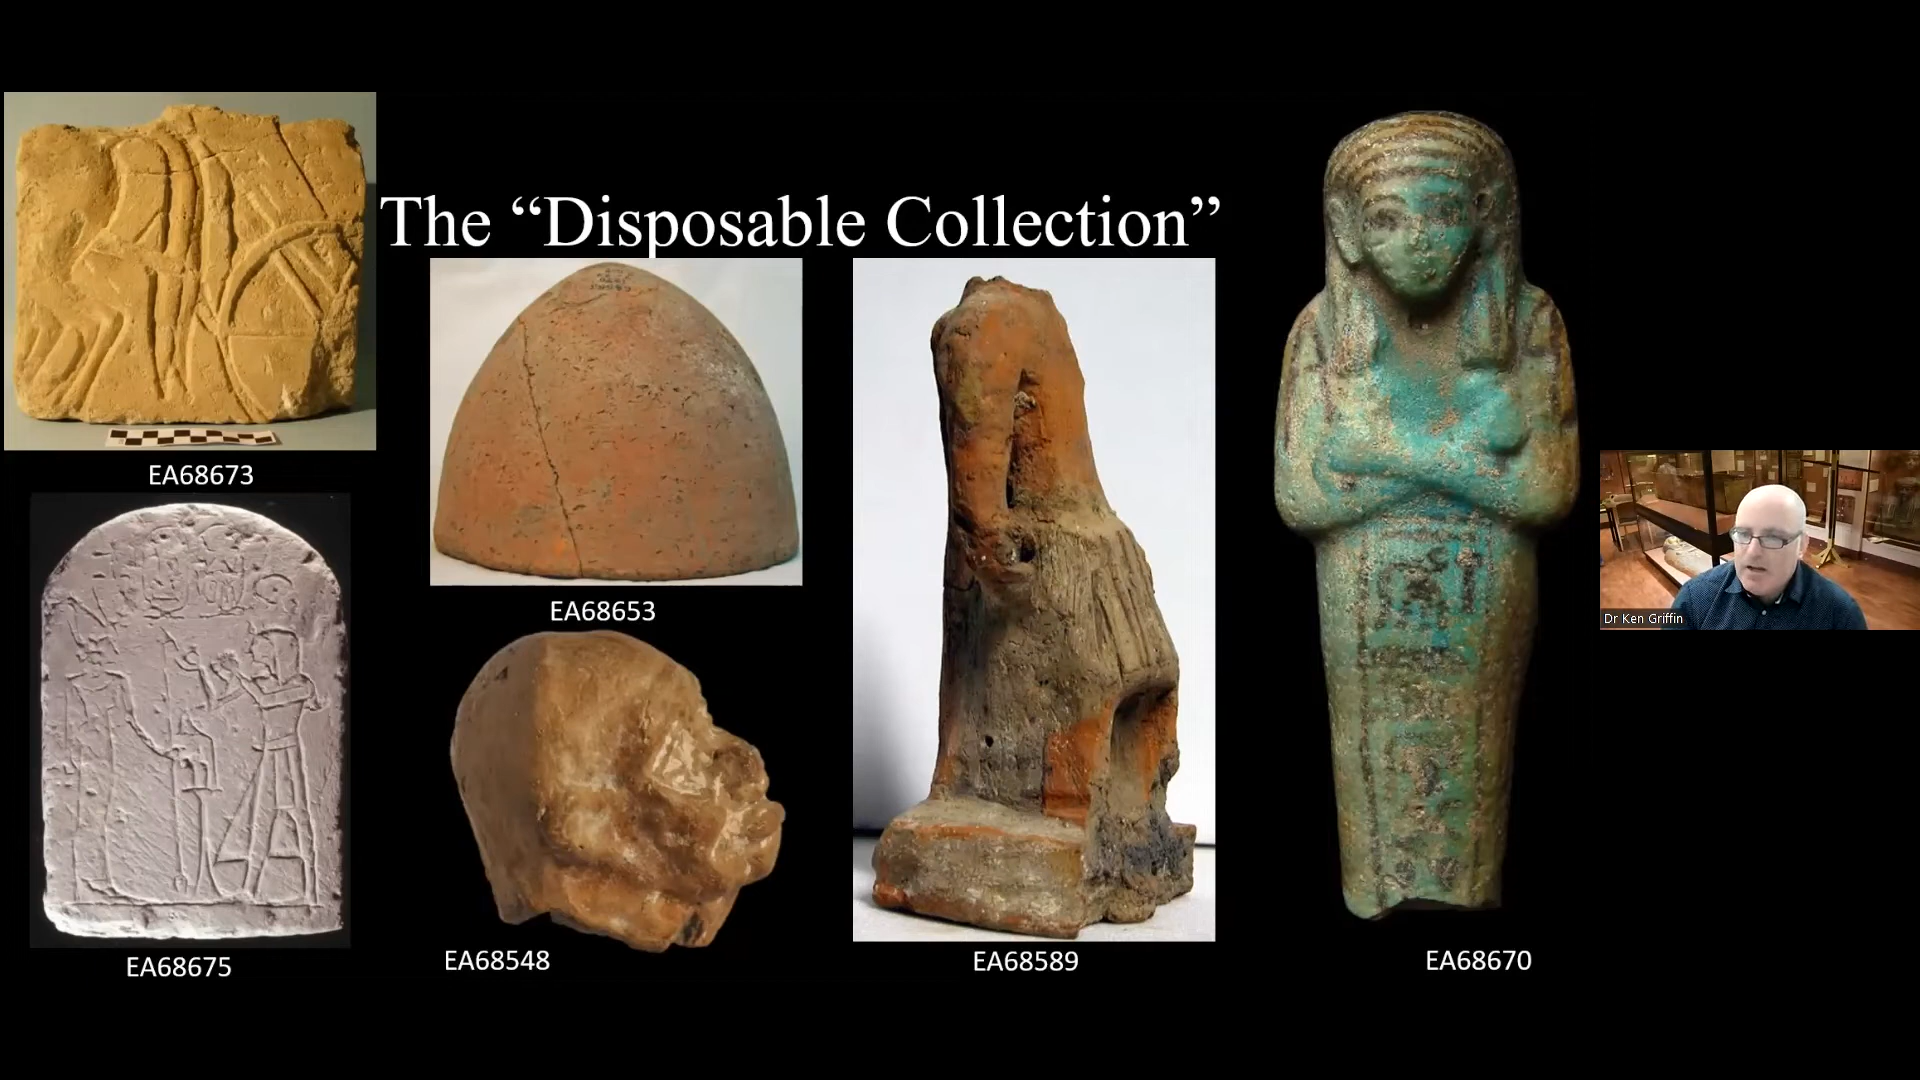 The “Disposable Collection”
EA68673
EA68653
EA68675
EA68548
EA68589
EA68670
Dr Ken Griffin